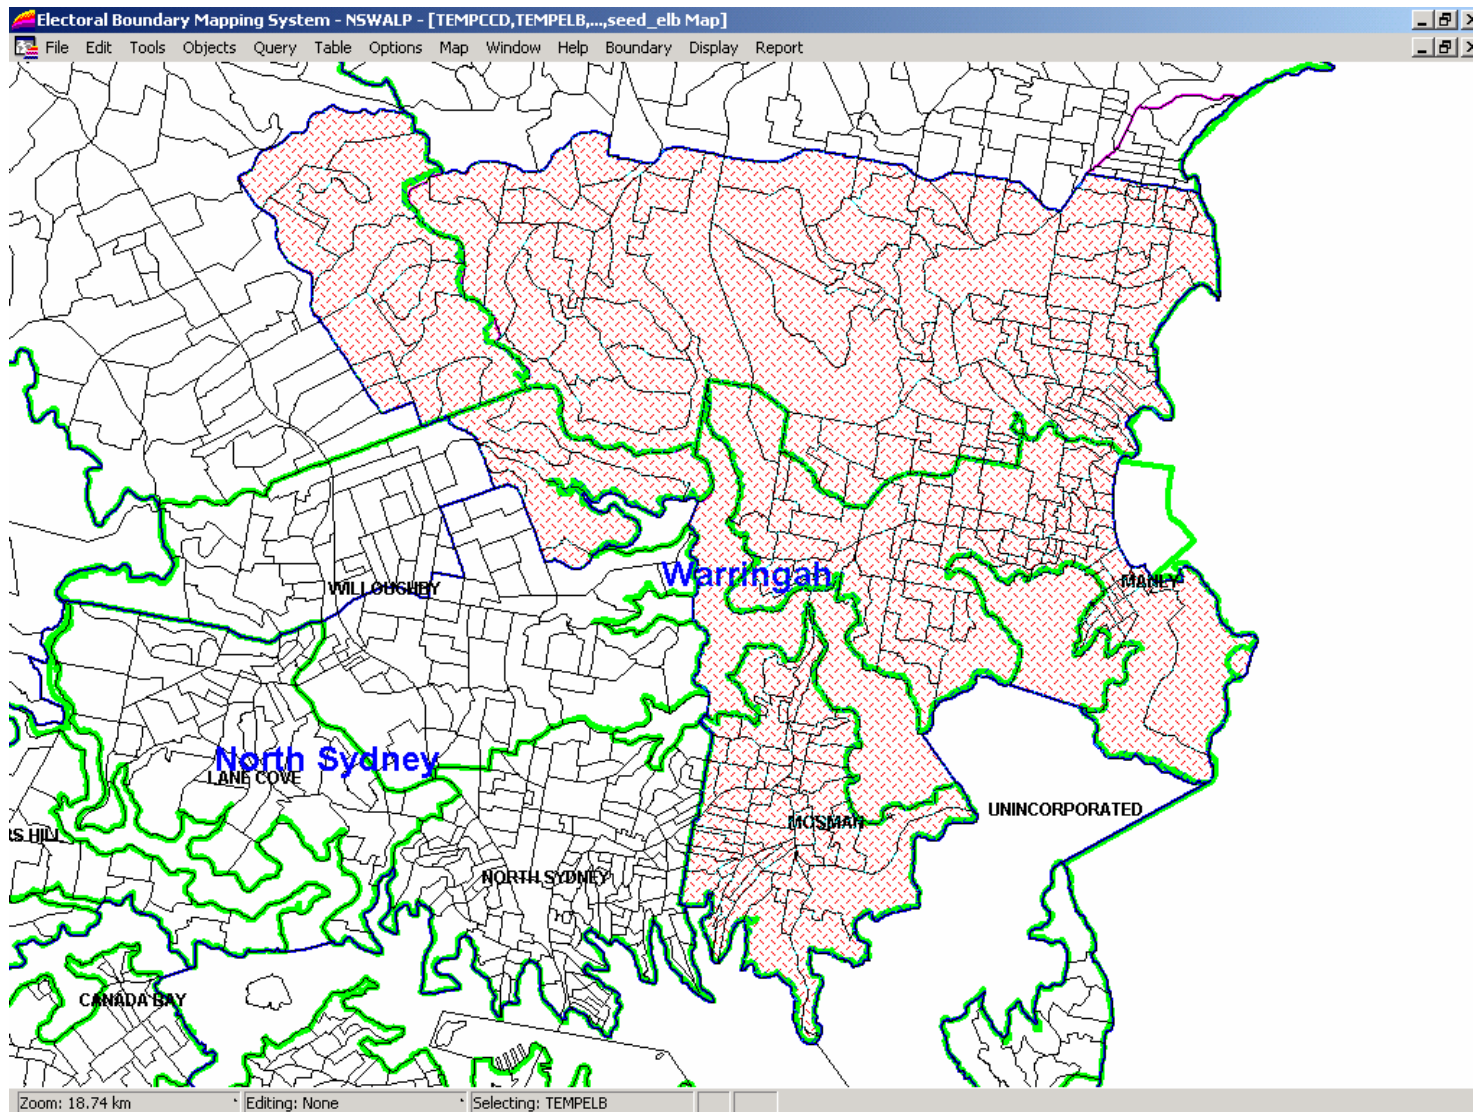 Electoral Boundary Mapping System - NSWALP - [TEMPCCD,TEMPELB,...,seed_elb Map]
File Edit Tools Objects Query Table Options Map Window Help Boundary Display Report
Warringah
MANLY
WILLOUGHBY
North Sydney
LANE COVE
UNINCORPORATED
MOSMAN
RS HILL
NORTH SYDNEY
CANADA BAY
Zoom: 18.74 km Editing: None Selecting: TEMPELB